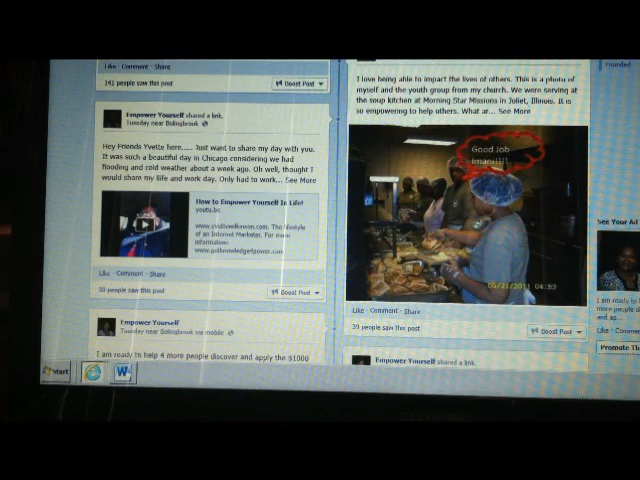 Like · Comment · Share
141 people saw this post
Boost Post
Empower Yourself shared a link.
Tuesday near Bolingbrook
Hey Friends Yvette here..... Just want to share my day with you.
It was such a beautiful day in Chicago considering we had
flooding and cold weather about a week ago. Oh well, thought I
would share my life and work day. Only had to work... See More
How to Empower Yourself In Life!
youtu.be
The lifestyle
of an Internet Marketer. For more
information:
www.gotknowledge4power.com
Like · Comment · Share
30 people saw this post
Boost Post
Empower Yourself
Tuesday near Bolingbrook via mobile
I am ready to help 4 more people discover and apply the $1000
I love being able to impact the lives of others. This is a photo of
myself and the youth group from my church. We were serving at
the soup kitchen at Morning Star Missions in Joliet, Illinois. It is
so empowering to help others. What ar... See More
Good Job
Imani!!!!
04:52
Like · Comment · Share
39 people saw this post
Boost Post
Empower Yourself shared a link.
Founded
See Your Ad
I am ready to
more people di
and ap...
Like · Comme
Promote Th
Start
W